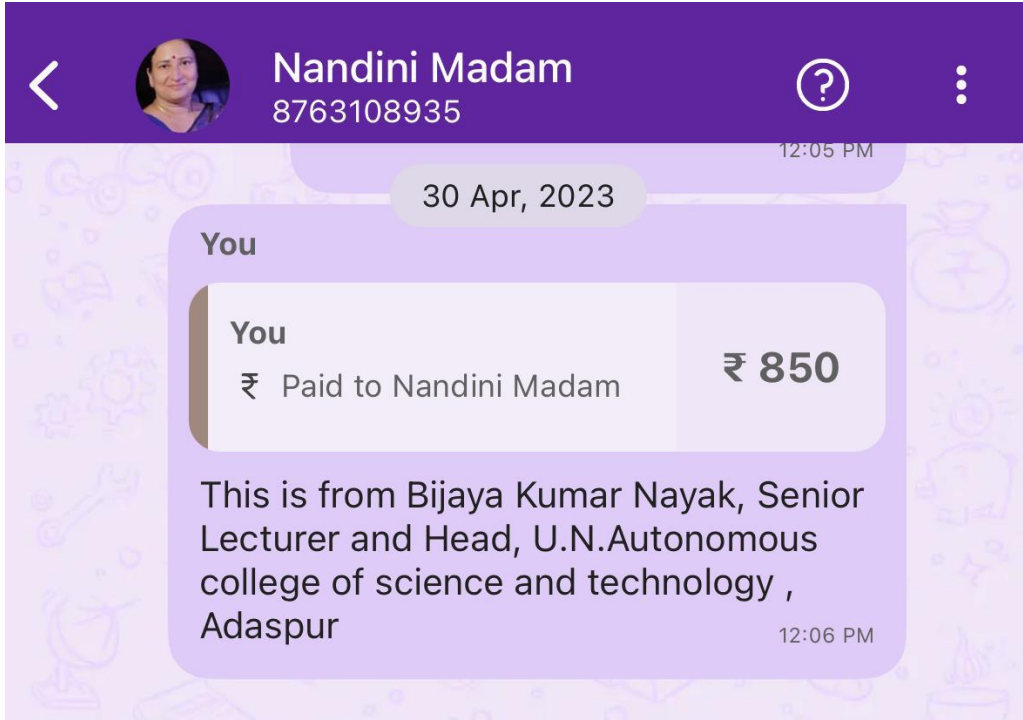 Nandini Madam
8763108935
12:05 PM
30 Apr, 2023
You
You
₹ Paid to Nandini Madam
₹ 850
This is from Bijaya Kumar Nayak, Senior
Lecturer and Head, U.N.Autonomous
college of science and technology ,
Adaspur
12:06 PM